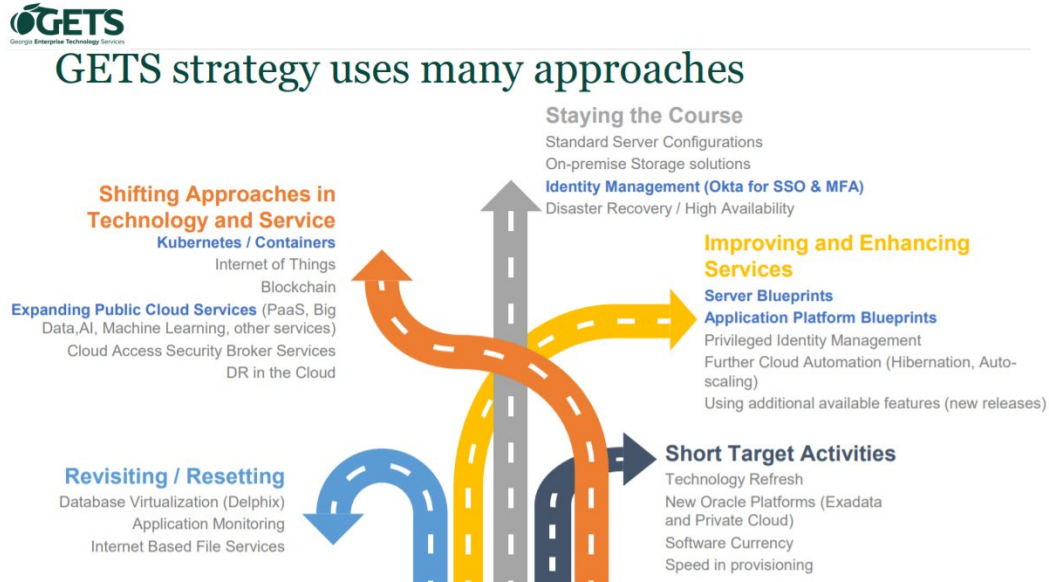 GETS
Georgia Enterprise Technology Services
GETS strategy uses many approaches
Staying the Course
Standard Server Configurations
On-premise Storage solutions
Identity Management (Okta for SSO & MFA)
Disaster Recovery / High Availability
Shifting Approaches in
Technology and Service
Kubernetes / Containers
Internet of Things
Blockchain
Expanding Public Cloud Services (PaaS, Big
Data,AI, Machine Learning, other services)
Cloud Access Security Broker Services
DR in the Cloud
Improving and Enhancing
Services
Server Blueprints
Application Platform Blueprints
Privileged Identity Management
Further Cloud Automation (Hibernation, Auto-
scaling)
Using additional available features (new releases)
Revisiting / Resetting
Database Virtualization (Delphix)
Application Monitoring
Internet Based File Services
Short Target Activities
Technology Refresh
New Oracle Platforms (Exadata
and Private Cloud)
Software Currency
Speed in provisioning